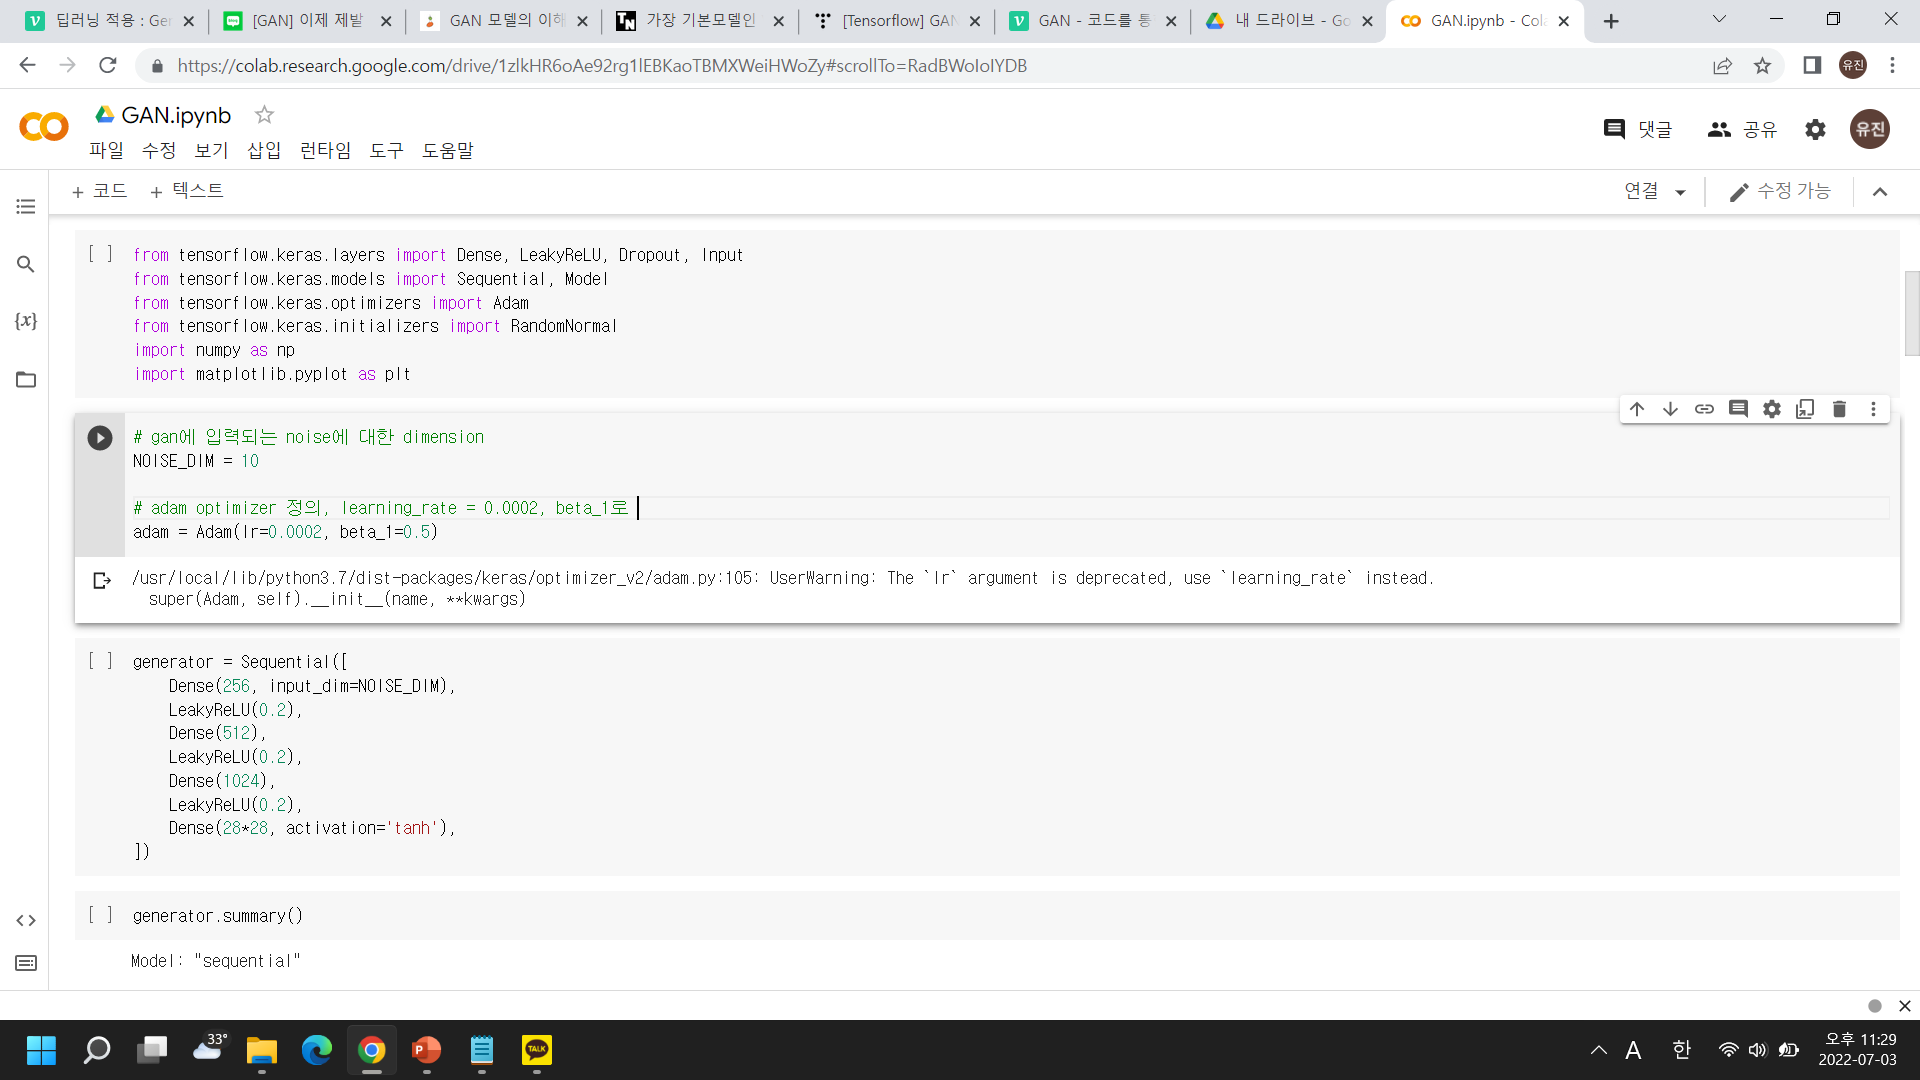 딥러닝 적용 : Ger
[GAN] 이제 제발
GAN 모델의 이해
가장 기본모델인
[Tensorflow] GAN
GAN - 코드를 통
내 드라이브 - Go
GAN.ipynb - Cola
https://colab.research.google.com/drive/1zlkHR6oAe92rg1lEBKaoTBMXWeiHWoZy#scrollTo=RadBWoIoIYDB
유진
GAN.ipynb
파일 수정 보기 삽입 런타임 도구 도움말
댓글
공유
유진
+ 코드 + 텍스트
연결
수정 가능
{x}
[ ] from tensorflow.keras.layers import Dense, LeakyReLU, Dropout, Input
from tensorflow.keras.models import Sequential, Model
from tensorflow.keras.optimizers import Adam
from tensorflow.keras.initializers import RandomNormal
import numpy as np
import matplotlib.pyplot as plt
# gan에 입력되는 noise에 대한 dimension
NOISE_DIM = 10
# adam optimizer 정의, learning_rate = 0.0002, beta_1로
adam = Adam(lr=0.0002, beta_1=0.5)
/usr/local/lib/python3.7/dist-packages/keras/optimizer_v2/adam.py:105: UserWarning: The `lr` argument is deprecated, use `learning_rate` instead.
super(Adam, self).__init__(name, **kwargs)
[ ] generator = Sequential([
Dense(256, input_dim=NOISE_DIM),
LeakyReLU(0.2),
Dense(512),
LeakyReLU(0.2),
Dense(1024),
LeakyReLU(0.2),
Dense(28*28, activation='tanh'),
])
[ ] generator.summary()
Model: "sequential"
33°
TALK
A 한
오후 11:29
2022-07-03